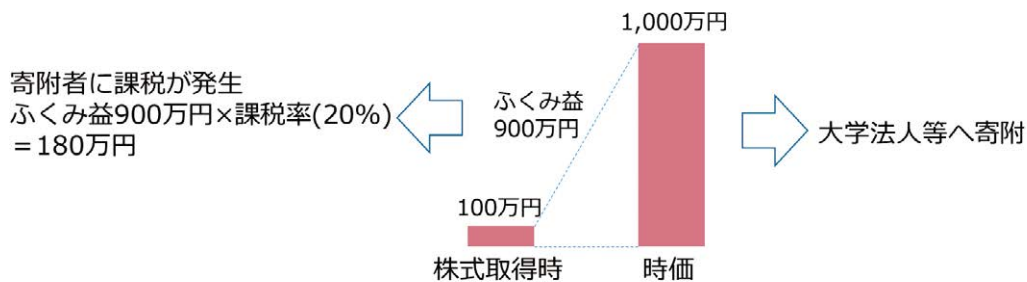 1,000万円
寄附者に課税が発生
ふくみ益900万円×課税率(20%)
＝180万円
ふくみ益
900万円
大学法人等へ寄附
100万円
株式取得時
時価